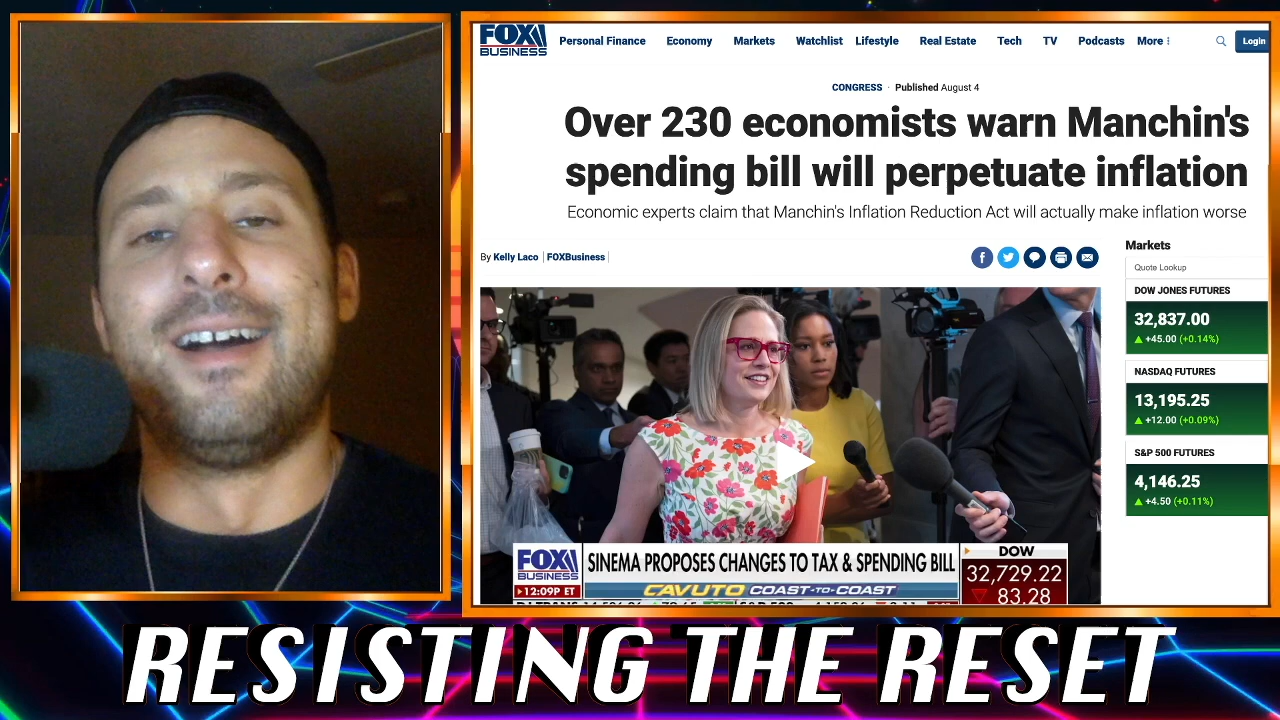 FOX BUSINESS
Personal Finance Economy Markets Watchlist Lifestyle Real Estate Tech TV Podcasts More Login
CONGRESS · Published August 4
Over 230 economists warn Manchin's
spending bill will perpetuate inflation
Economic experts claim that Manchin's Inflation Reduction Act will actually make inflation worse
By Kelly Laco | FOXBusiness
Markets
Quote Lookup
DOW JONES FUTURES
32,837.00
+45.00 (+0.14%)
NASDAQ FUTURES
13,195.25
+12.00 (+0.09%)
S&P 500 FUTURES
4,146.25
+4.50 (+0.11%)
FOX BUSINESS
12:09P ET
SINEMA PROPOSES CHANGES TO TAX & SPENDING BILL
CAVUTO COAST-TO-COAST
DOW
32,729.22
83.28
RESISTING THE RESET